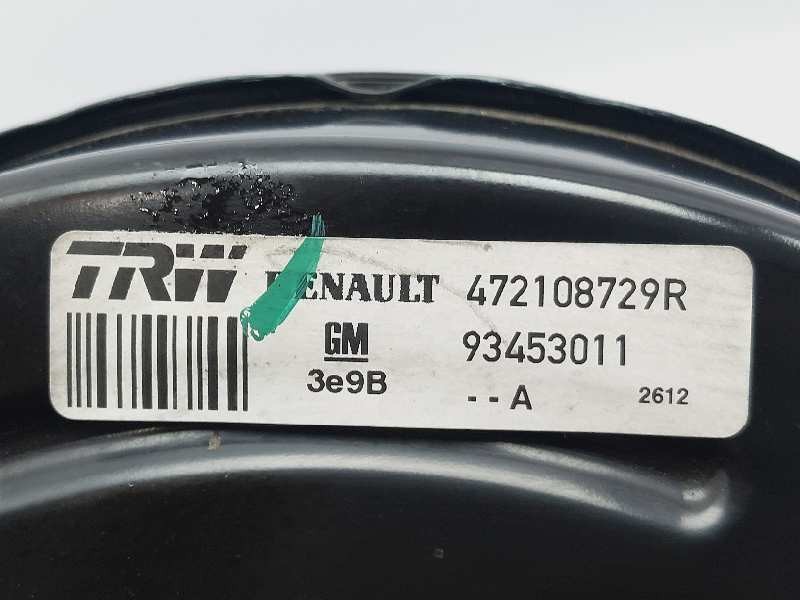 TRW RENAULT 472108729R
GM 93453011
3e9B --A 2612